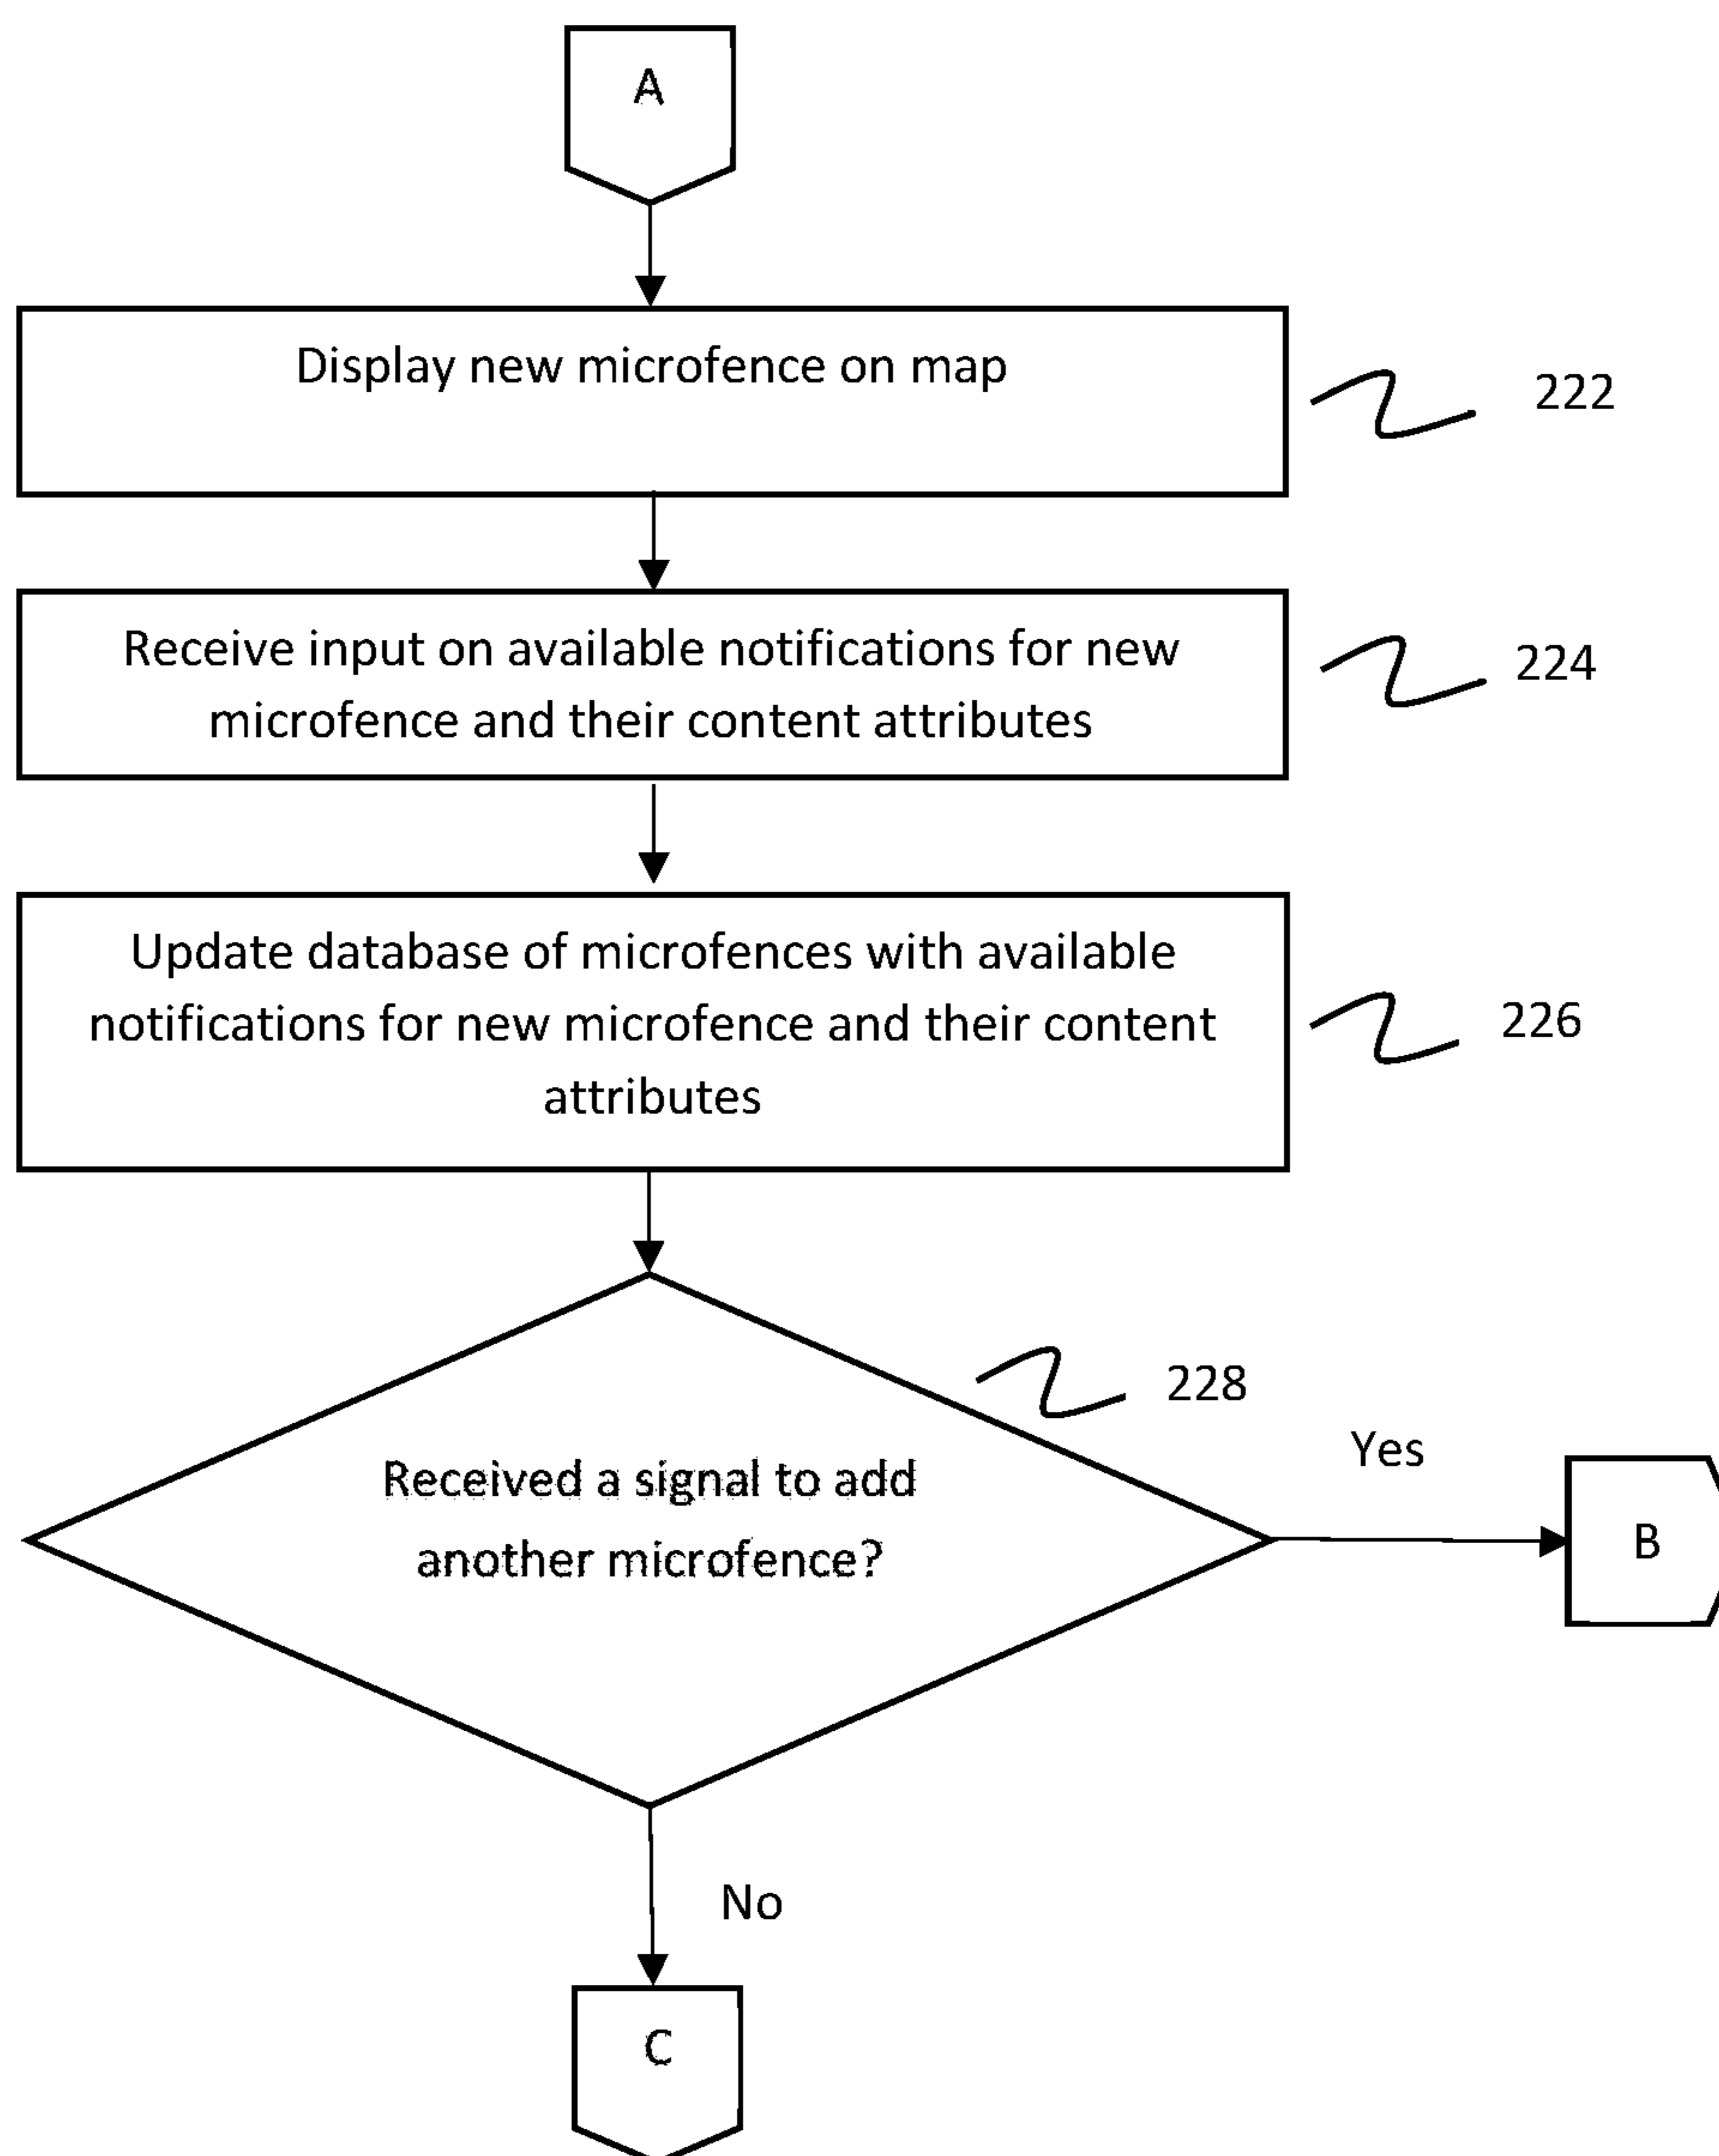 A
Display new microfence on map
222
Receive input on available notifications for new
microfence and their content attributes
224
Update database of microfences with available
notifications for new microfence and their content
attributes
226
228
Received a signal to add
another microfence?
Yes
B
No
C